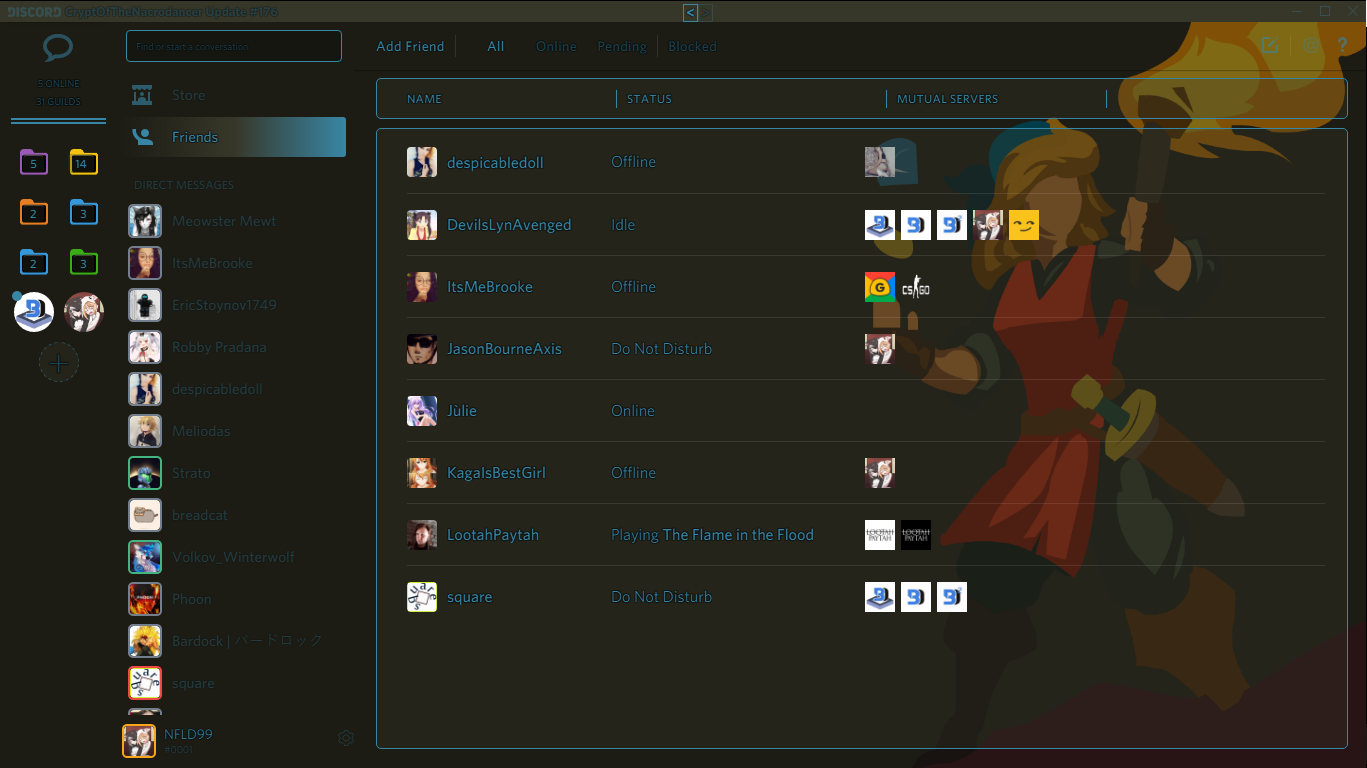 DISCORD CryptOfTheNaerodancer Update #176
< >
5 ONLINE
31 GUILDS
5 14
2 3
2 3
Find or start a conversation
Store
Friends
DIRECT MESSAGES
Meowster Mewt
ItsMeBrooke
EricStoynov1749
Robby Pradana
despicabledoll
Meliodas
Strato
breadcat
Volkov_Winterwolf
Phoon
Bardock | バードロック
square
NFLD99
#0001
Add Friend All Online Pending Blocked
?
NAME STATUS MUTUAL SERVERS
despicabledoll Offline
DevilsLynAvenged Idle
ItsMeBrooke Offline G CS GO
JasonBourneAxis Do Not Disturb
Jùlie Online
KagaIsBestGirl Offline
LootahPaytah Playing The Flame in the Flood LOOTAH PAYTAH LOOTAH PAYTAH
square Do Not Disturb